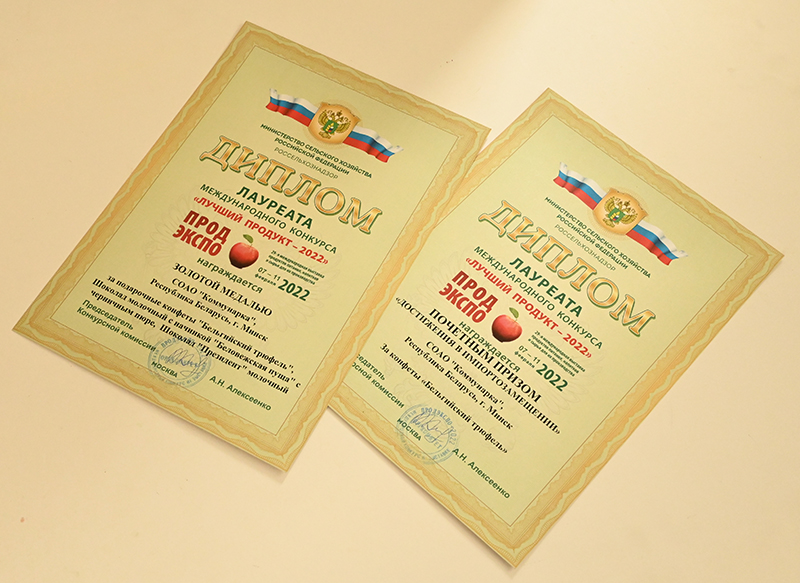 МИНИСТЕРСТВО СЕЛЬСКОГО ХОЗЯЙСТВА
РОССИЙСКОЙ ФЕДЕРАЦИИ
РОССЕЛЬХОЗНАДЗОР
ДИПЛОМ
ЛАУРЕАТА
МЕЖДУНАРОДНОГО КОНКУРСА
«ЛУЧШИЙ ПРОДУКТ – 2022»
ПРОД
ЭКСПО
07 – 11
февраля
2022
награждается
ЗОЛОТОЙ МЕДАЛЬЮ
СОАО "Коммунарка",
Республика Беларусь, г. Минск
за подарочные конфеты "Бельгийский трюфель",
Шоколад молочный с начинкой "Беловежская пуща" с
черничным пюре, Шоколад "Президент" молочный
Председатель
Конкурсной комиссии
МОСКВА
А.Н. Алексеенко
МИНИСТЕРСТВО СЕЛЬСКОГО ХОЗЯЙСТВА
РОССИЙСКОЙ ФЕДЕРАЦИИ
РОССЕЛЬХОЗНАДЗОР
ДИПЛОМ
ЛАУРЕАТА
МЕЖДУНАРОДНОГО КОНКУРСА
«ЛУЧШИЙ ПРОДУКТ – 2022»
ПРОД
ЭКСПО
07 – 11
февраля
2022
награждается
ПОЧЕТНЫМ ПРИЗОМ
«ДОСТИЖЕНИЯ В ИМПОРТОЗАМЕЩЕНИИ»
СОАО "Коммунарка",
Республика Беларусь, г. Минск
За конфеты «Бельгийский трюфель»
седатель
рсной комиссии
МОСКВА
А.Н. Алексеенко